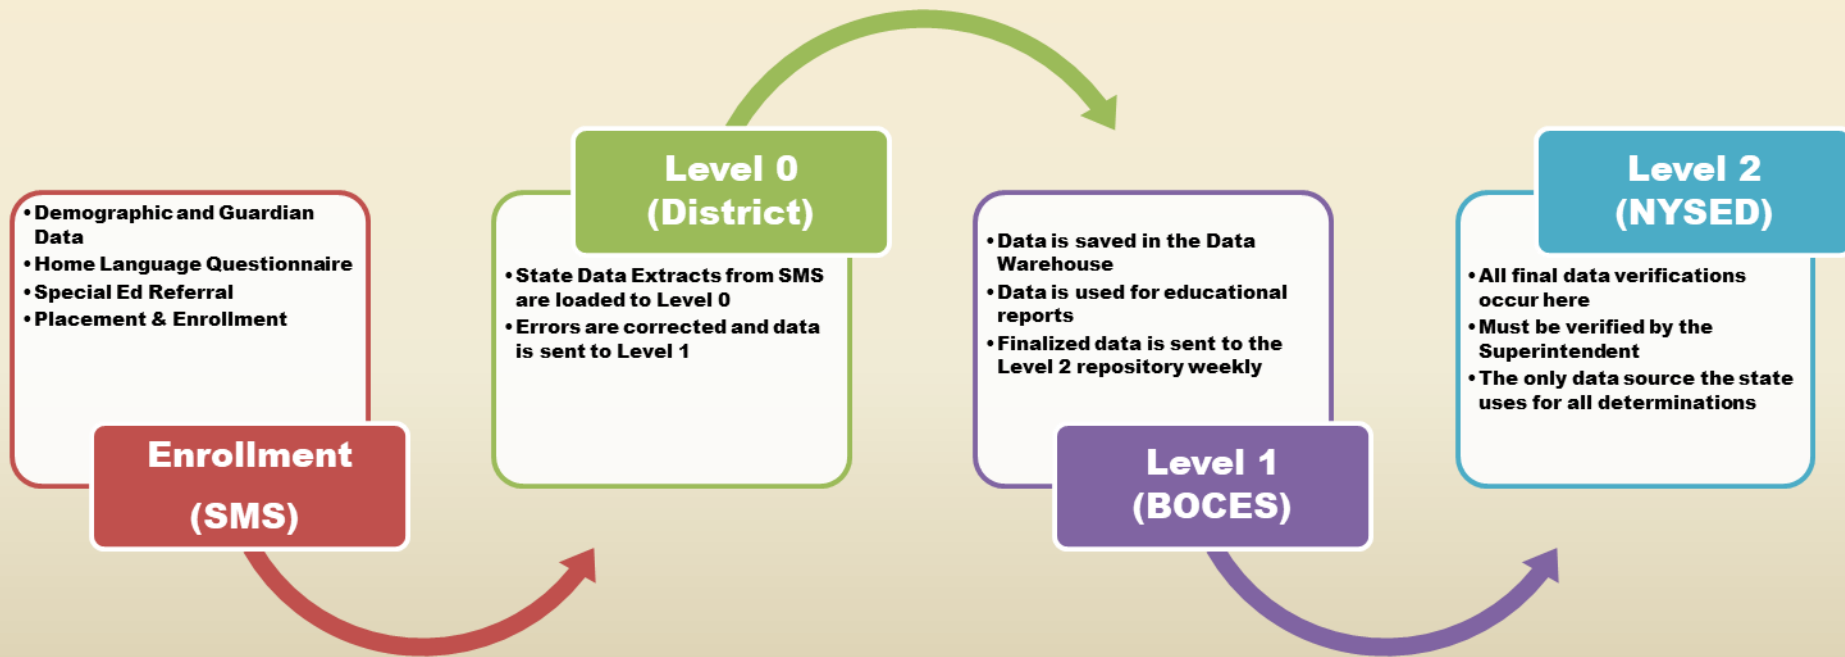 • Demographic and Guardian
Data
• Home Language Questionnaire
• Special Ed Referral
• Placement & Enrollment
Enrollment
(SMS)
Level 0
(District)
• State Data Extracts from SMS
are loaded to Level 0
• Errors are corrected and data
is sent to Level 1
• Data is saved in the Data
Warehouse
• Data is used for educational
reports
• Finalized data is sent to the
Level 2 repository weekly
Level 1
(BOCES)
Level 2
(NYSED)
• All final data verifications
occur here
• Must be verified by the
Superintendent
• The only data source the state
uses for all determinations